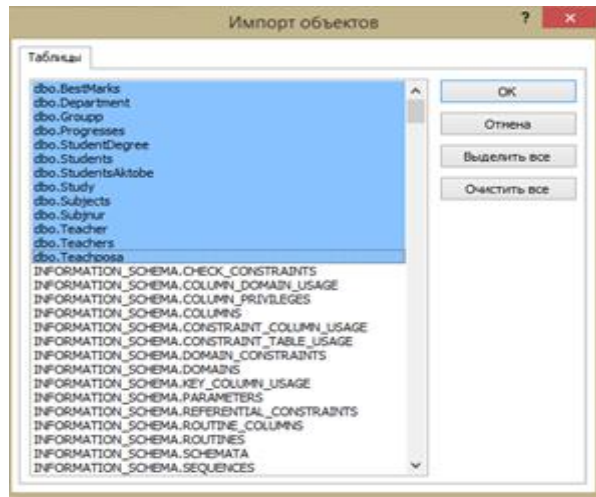 Импорт объектов
?
×
Таблицы
dbo.BestMarks
dbo.Department
dbo.Groupp
dbo.Progresses
dbo.StudentDegree
dbo.Students
dbo.StudentsAktobe
dbo.Study
dbo.Subjects
dbo.Subjnur
dbo.Teacher
dbo.Teachers
dbo.Teachposa
INFORMATION_SCHEMA.CHECK_CONSTRAINTS
INFORMATION_SCHEMA.COLUMN_DOMAIN_USAGE
INFORMATION_SCHEMA.COLUMN_PRIVILEGES
INFORMATION_SCHEMA.COLUMNS
INFORMATION_SCHEMA.CONSTRAINT_COLUMN_USAGE
INFORMATION_SCHEMA.CONSTRAINT_TABLE_USAGE
INFORMATION_SCHEMA.DOMAIN_CONSTRAINTS
INFORMATION_SCHEMA.DOMAINS
INFORMATION_SCHEMA.KEY_COLUMN_USAGE
INFORMATION_SCHEMA.PARAMETERS
INFORMATION_SCHEMA.REFERENTIAL_CONSTRAINTS
INFORMATION_SCHEMA.ROUTINE_COLUMNS
INFORMATION_SCHEMA.ROUTINES
INFORMATION_SCHEMA.SCHEMATA
INFORMATION_SCHEMA.SEQUENCES
OK
Отмена
Выделить все
Очистить все